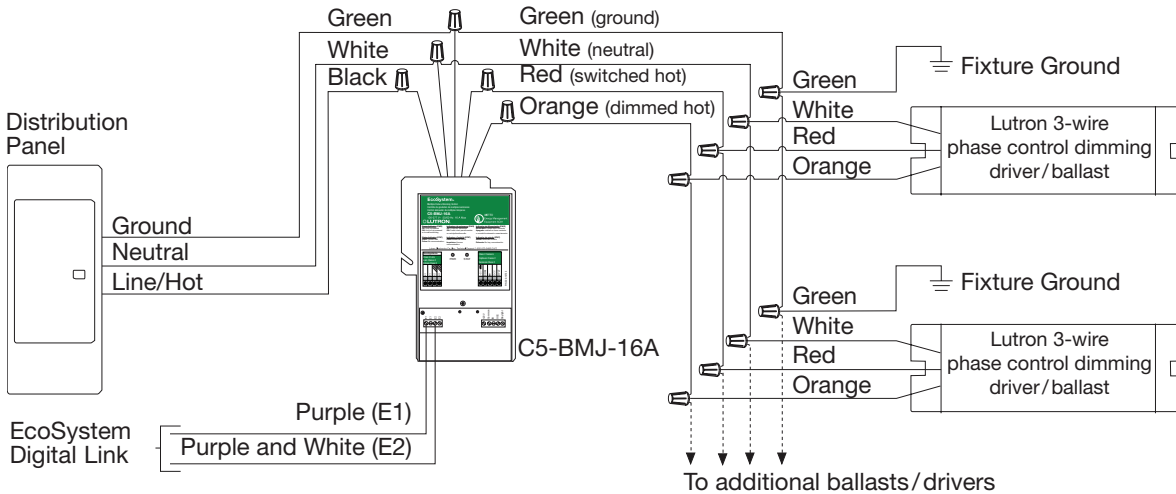 Green
Green (ground)
White
White (neutral)
Black
Red (switched hot)
Orange (dimmed hot)
Green
Fixture Ground
White
Red
Orange
Lutron 3-wire
phase control dimming
driver/ballast
Distribution
Panel
Ground
Neutral
Line/Hot
EcoSystem
C5-BMJ-16A
LUTRON
C5-BMJ-16A
Green
Fixture Ground
White
Red
Orange
Lutron 3-wire
phase control dimming
driver/ballast
EcoSystem
Digital Link
Purple (E1)
Purple and White (E2)
To additional ballasts/drivers